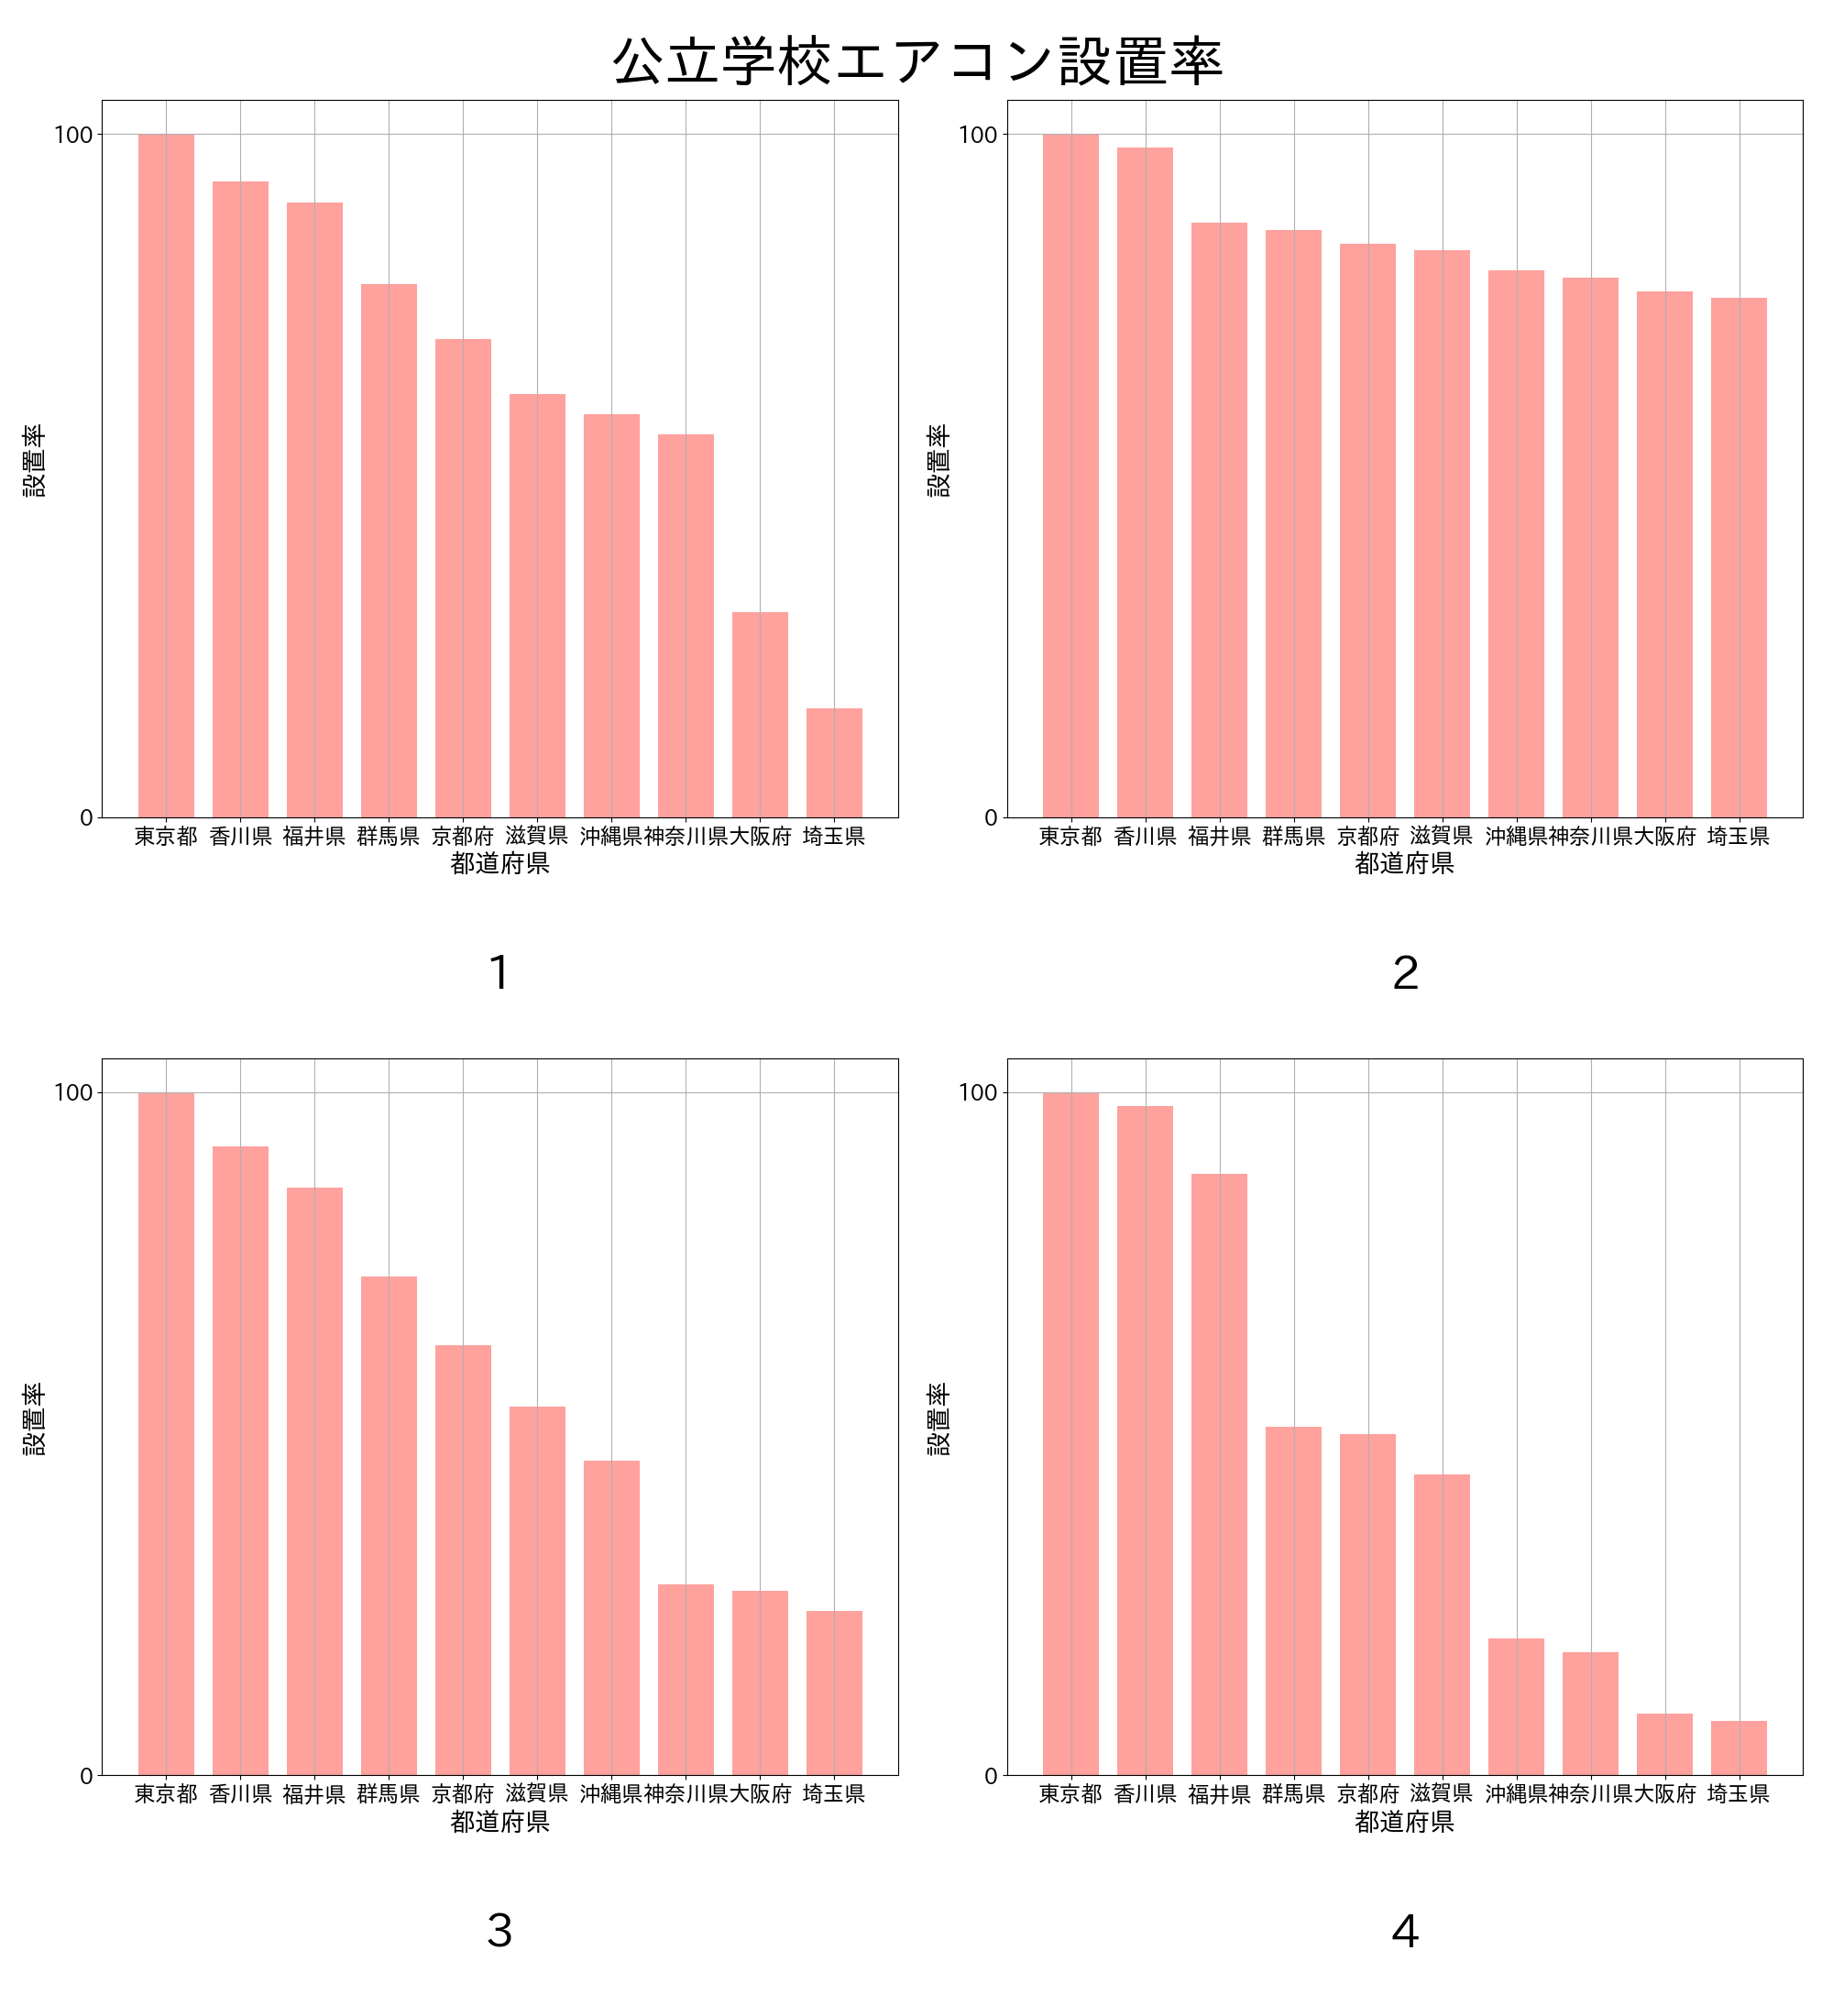 公立学校エアコン設置率
100
0
設置率
東京都 香川県 福井県 群馬県 京都府 滋賀県 沖縄県 神奈川県 大阪府 埼玉県
都道府県
1
100
0
設置率
東京都 香川県 福井県 群馬県 京都府 滋賀県 沖縄県 神奈川県 大阪府 埼玉県
都道府県
2
100
0
設置率
東京都 香川県 福井県 群馬県 京都府 滋賀県 沖縄県 神奈川県 大阪府 埼玉県
都道府県
3
100
0
設置率
東京都 香川県 福井県 群馬県 京都府 滋賀県 沖縄県 神奈川県 大阪府 埼玉県
都道府県
4